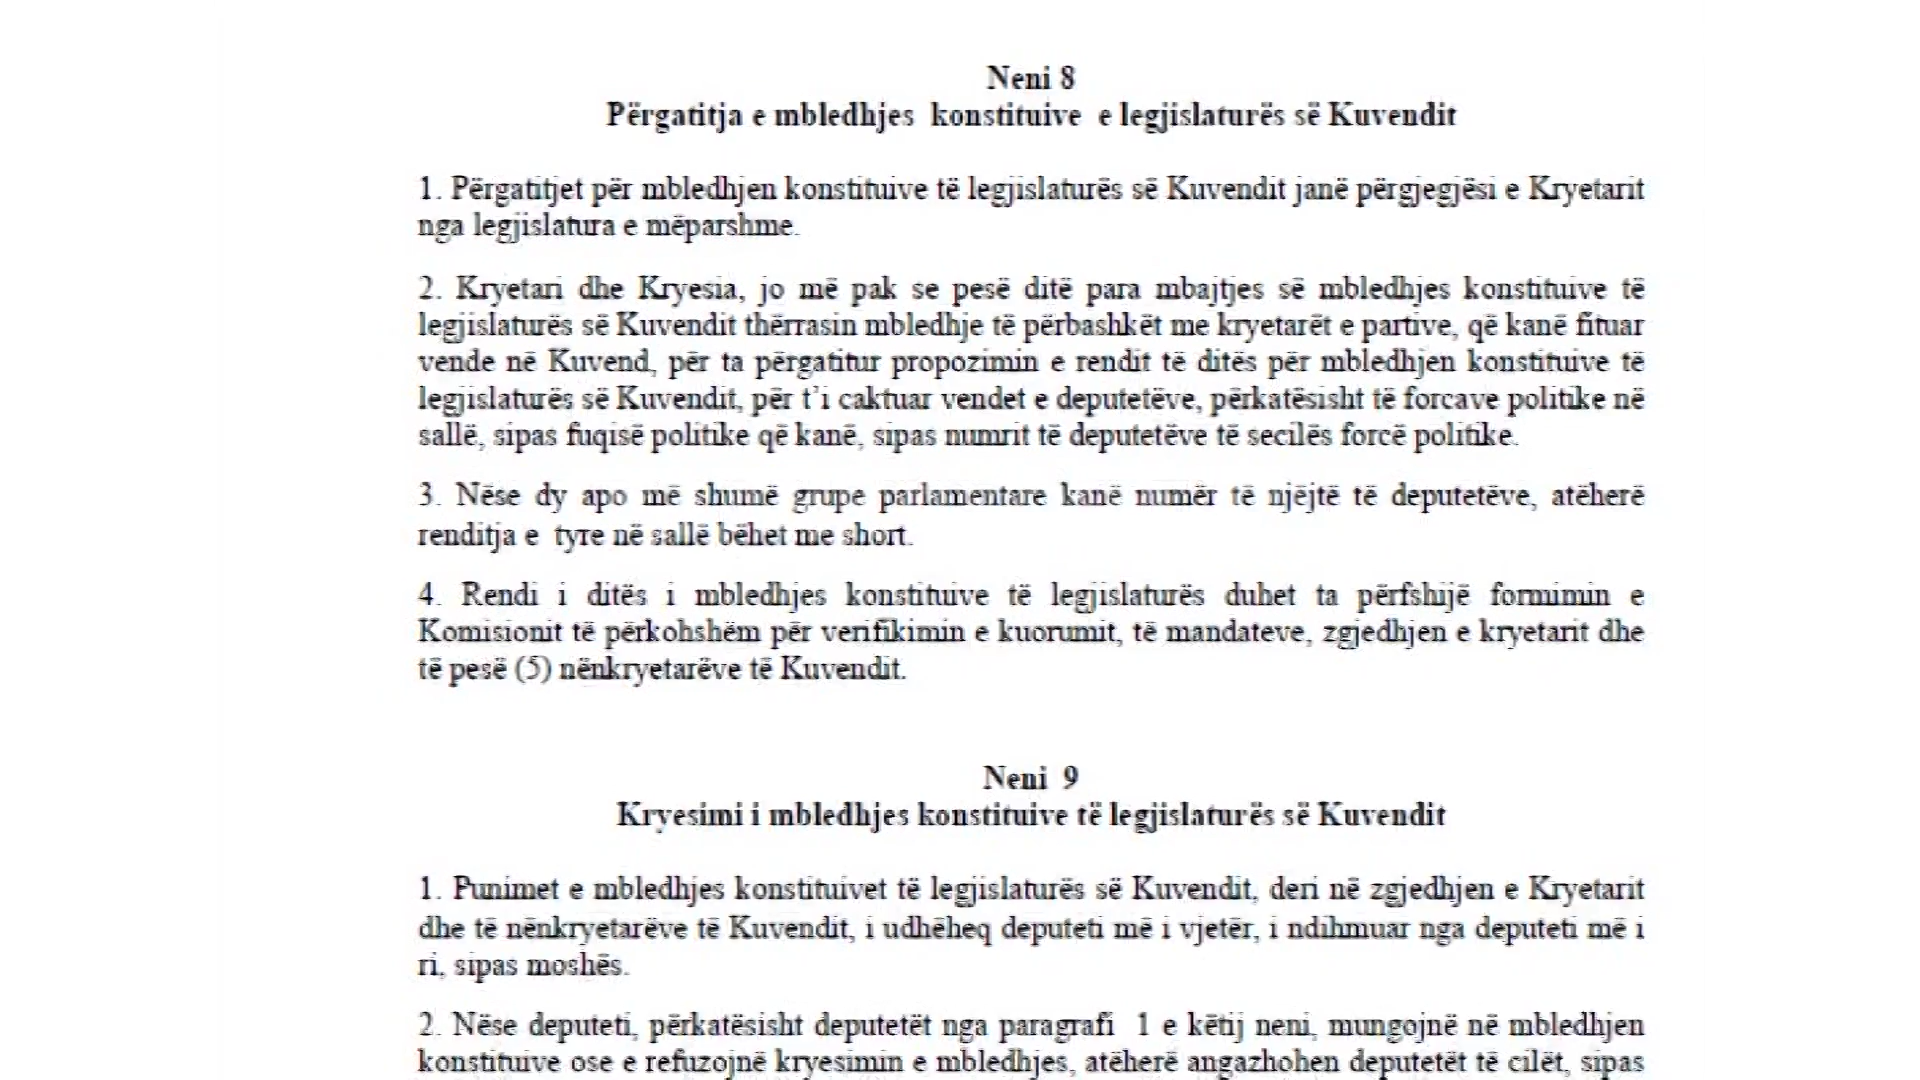 Neni 8
Përgatitja e mbledhjes konstituive e legjislaturës së Kuvendit
1. Përgatitjet për mbledhjen konstituive të legjislaturës së Kuvendit janë përgjegjësi e Kryetarit
nga legjislatura e mëparshme.
2. Kryetari dhe Kryesia, jo më pak se pesë ditë para mbajtjes së mbledhjes konstituive të
legjislaturës së Kuvendit thërrasin mbledhje të përbashkët me kryetarët e partive, që kanë fituar
vende në Kuvend, për ta përgatitur propozimin e rendit të ditës për mbledhjen konstituive të
legjislaturës së Kuvendit, për t'i caktuar vendet e deputetëve, përkatësisht të forcave politike në
sallë, sipas fuqisë politike që kanë, sipas numrit të deputetëve të secilës forcë politike.
3. Nëse dy apo më shumë grupe parlamentare kanë numër të njëjtë të deputetëve, atëherë
renditja e tyre në sallë bëhet me short.
4. Rendi i ditës i mbledhjes konstituive të legjislaturës duhet ta përfshijë formimin e
Komisionit të përkohshëm për verifikimin e kuorumit, të mandateve, zgjedhjen e kryetarit dhe
të pesë (5) nënkryetarëve të Kuvendit.
Neni 9
Kryesimi i mbledhjes konstituive të legjislaturës së Kuvendit
1. Punimet e mbledhjes konstituivet të legjislaturës së Kuvendit, deri në zgjedhjen e Kryetarit
dhe të nënkryetarëve të Kuvendit, i udhëheq deputeti më i vjetër, i ndihmuar nga deputeti më i
ri, sipas moshës.
2. Nëse deputeti, përkatësisht deputetët nga paragrafi 1 e këtij neni, mungojnë në mbledhjen
konstituive ose e refuzojnë kryesimin e mbledhjes, atëherë angazhohen deputetët të cilët, sipas